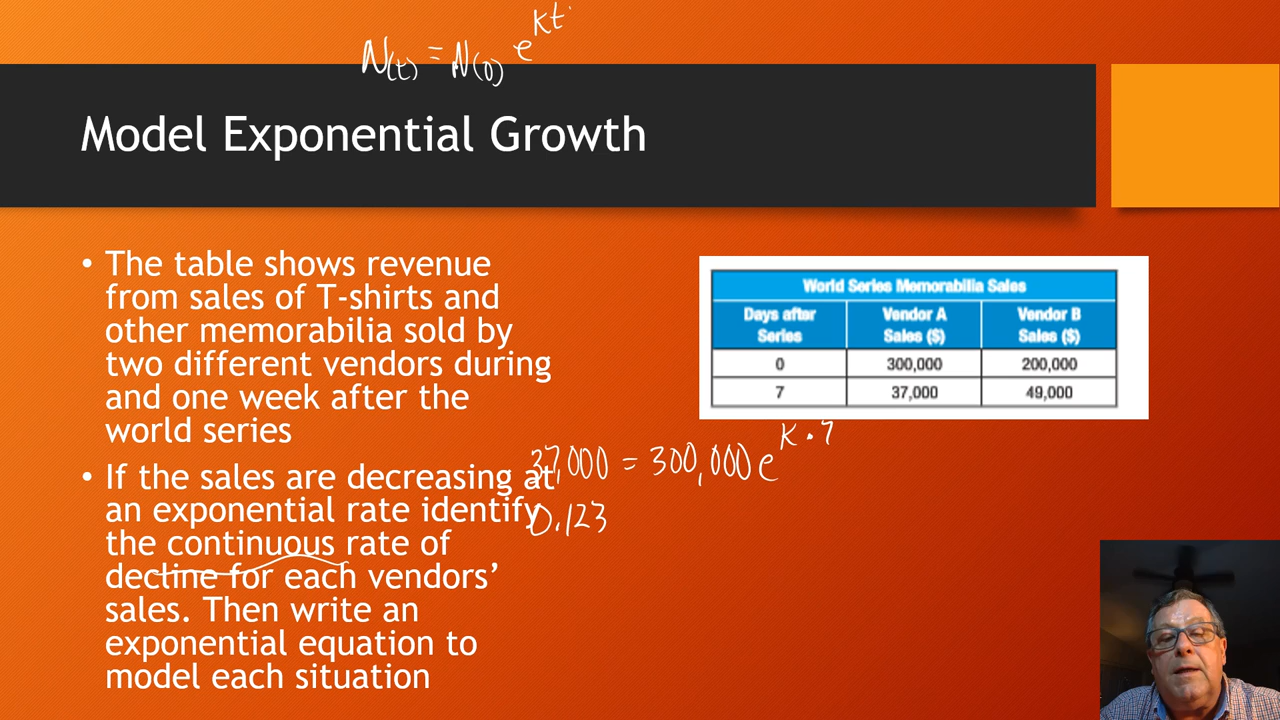 N(t) = N(0) e^kt
Model Exponential Growth
• The table shows revenue
from sales of T-shirts and
other memorabilia sold by
two different vendors during
and one week after the
world series
• If the sales are decreasing at
an exponential rate identify
the continuous rate of
decline for each vendors’
sales. Then write an
exponential equation to
model each situation
World Series Memorabilia Sales
Days after Series | Vendor A Sales ($) | Vendor B Sales ($)
0 | 300,000 | 200,000
7 | 37,000 | 49,000
37,000 = 300,000 e^k·7
0.123